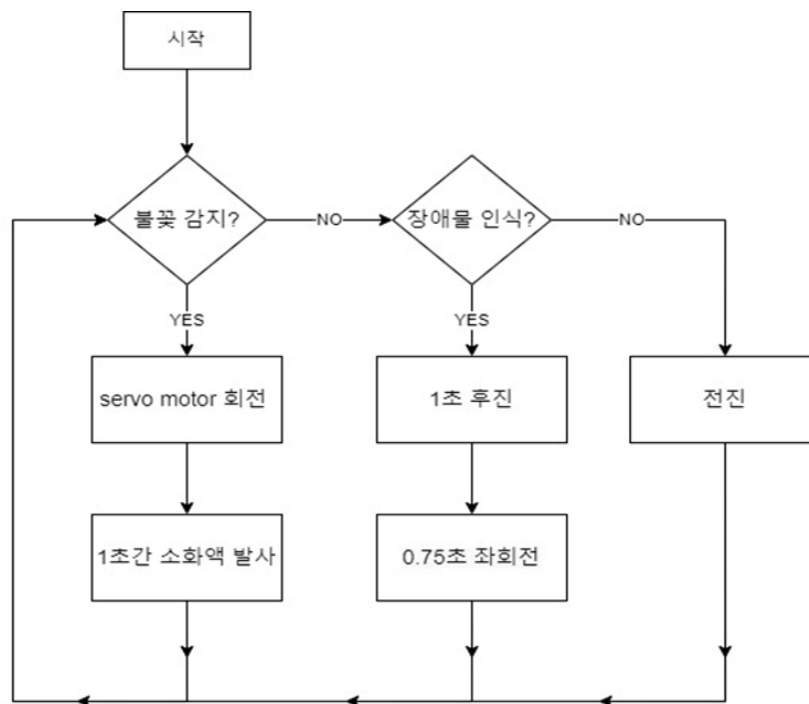 시작
불꽃 감지?
NO
장애물 인식?
NO
YES
YES
servo motor 회전
1초 후진
전진
1초간 소화액 발사
0.75초 좌회전